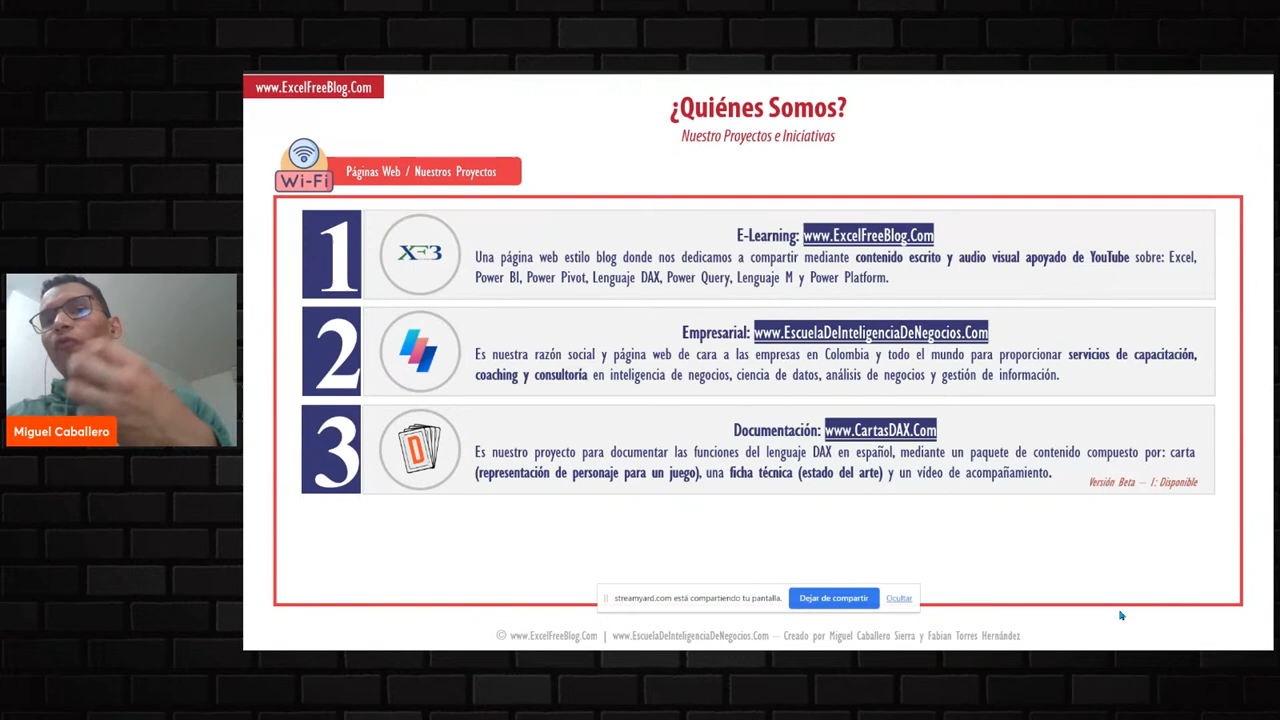 www.ExcelFreeBlog.Com
¿Quiénes Somos?
Nuestro Proyectos e Iniciativas
Wi-Fi
Páginas Web / Nuestros Proyectos
1
XF3
E-Learning: www.ExcelFreeBlog.Com
Una página web estilo blog donde nos dedicamos a compartir mediante contenido escrito y audio visual apoyado de YouTube sobre: Excel,
Power BI, Power Pivot, Lenguaje DAX, Power Query, Lenguaje M y Power Platform.
2
Empresarial: www.EscuelaDeInteligenciaDeNegocios.Com
Es nuestra razón social y página web de cara a las empresas en Colombia y todo el mundo para proporcionar servicios de capacitación,
coaching y consultoría en inteligencia de negocios, ciencia de datos, análisis de negocios y gestión de información.
3
D
Documentación: www.CartasDAX.Com
Es nuestro proyecto para documentar las funciones del lenguaje DAX en español, mediante un paquete de contenido compuesto por: carta
(representación de personaje para un juego), una ficha técnica (estado del arte) y un vídeo de acompañamiento.
Versión Beta – 1: Disponible
Miguel Caballero
streamyard.com está compartiendo tu pantalla.
Dejar de compartir
Ocultar
© www.ExcelFreeBlog.Com | www.EscuelaDeInteligenciaDeNegocios.Com – Creado por Miguel Caballero Sierra y Fabian Torres Hernández